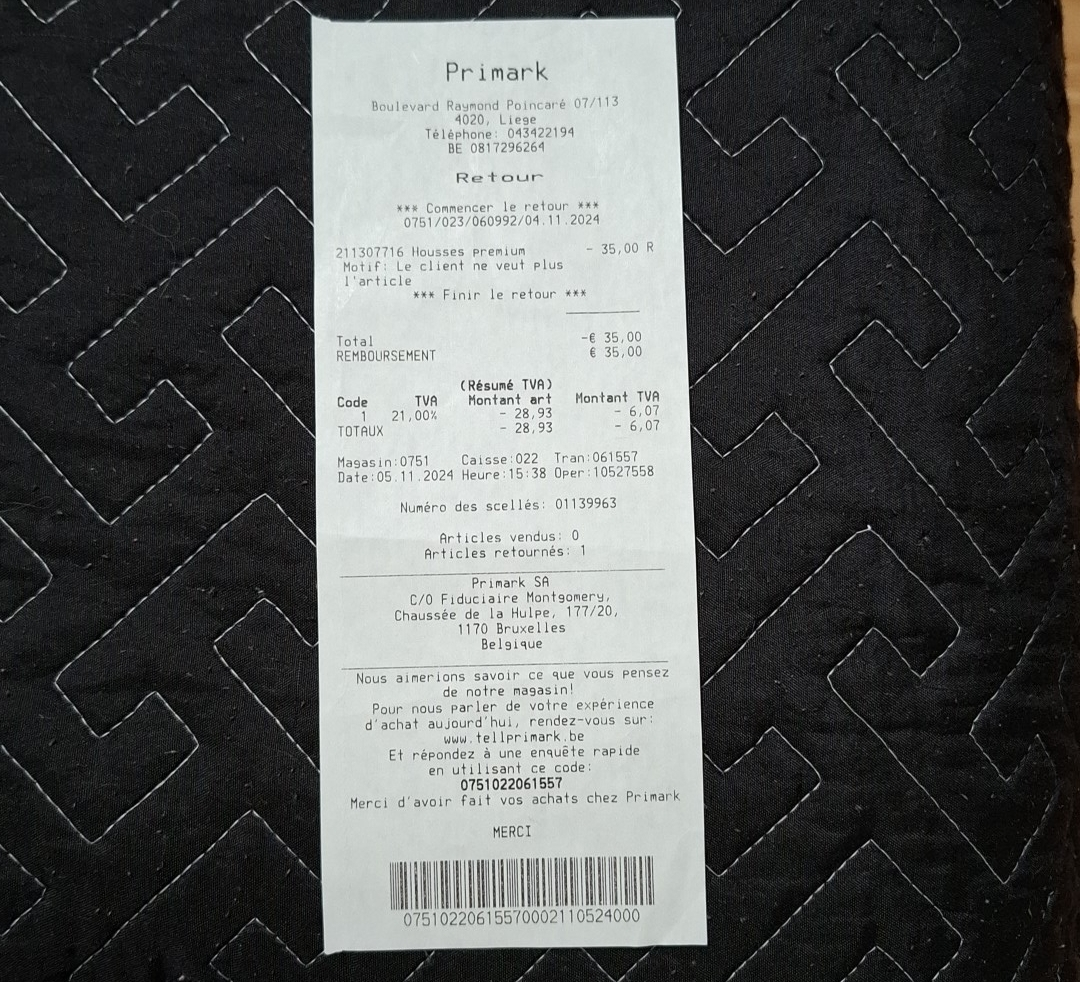 Primark
Boulevard Raymond Poincaré 07/113
4020, Liege
Téléphone: 043422194
BE 0817296264
Retour
*** Commencer le retour ***
0751/023/060992/04.11.2024
211307716 Housses premium - 35,00 R
Motif: Le client ne veut plus
l'article
*** Finir le retour ***
Total -€ 35,00
REMBOURSEMENT € 35,00
(Résumé TVA)
Code TVA Montant art Montant TVA
1 21,00% - 28,93 - 6,07
TOTAUX - 28,93 - 6,07
Magasin:0751 Caisse:022 Tran:061557
Date:05.11.2024 Heure:15:38 Oper:10527558
Numéro des scellés: 01139963
Articles vendus: 0
Articles retournés: 1
Primark SA
C/O Fiduciaire Montgomery,
Chaussée de la Hulpe, 177/20,
1170 Bruxelles
Belgique
Nous aimerions savoir ce que vous pensez
de notre magasin!
Pour nous parler de votre expérience
d'achat aujourd'hui, rendez-vous sur:
www.tellprimark.be
Et répondez à une enquête rapide
en utilisant ce code:
0751022061557
Merci d'avoir fait vos achats chez Primark
MERCI
07510220615570002110524000